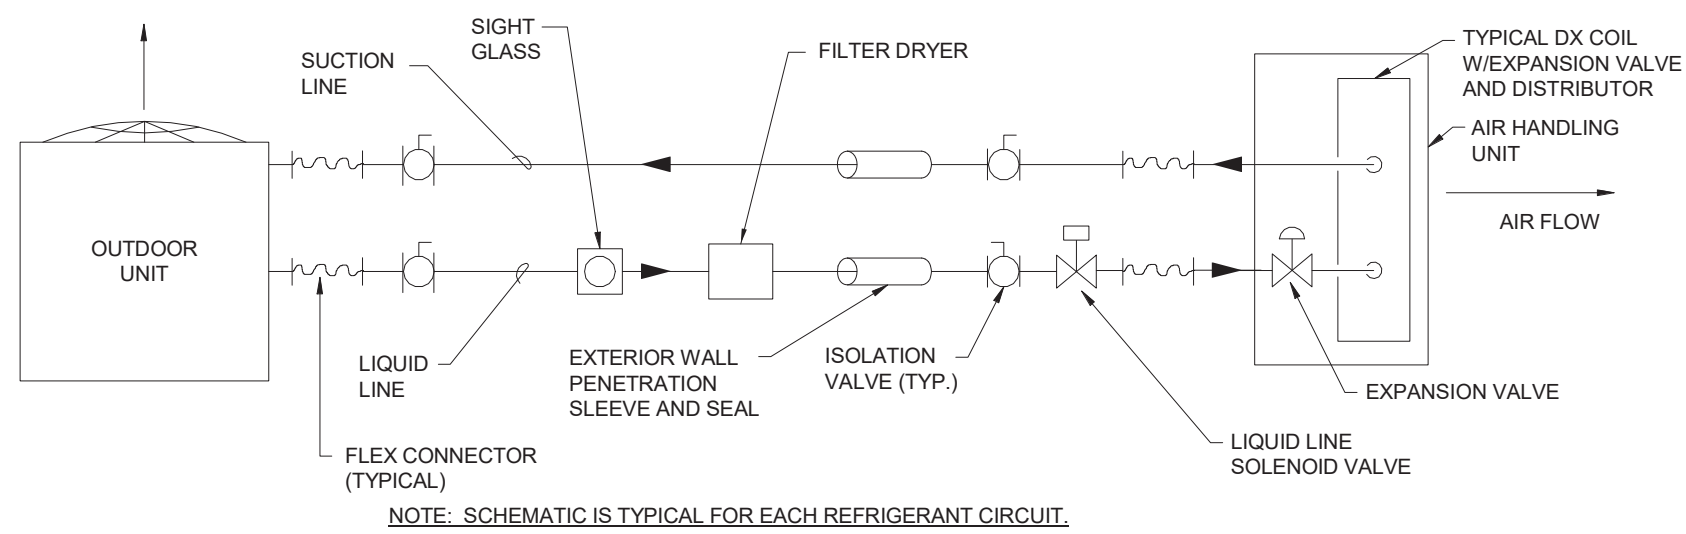 SIGHT
GLASS
SUCTION
LINE
FILTER DRYER
TYPICAL DX COIL
W/EXPANSION VALVE
AND DISTRIBUTOR
AIR HANDLING
UNIT
AIR FLOW
OUTDOOR
UNIT
LIQUID
LINE
EXTERIOR WALL
PENETRATION
SLEEVE AND SEAL
ISOLATION
VALVE (TYP.)
EXPANSION VALVE
LIQUID LINE
SOLENOID VALVE
FLEX CONNECTOR
(TYPICAL)
NOTE: SCHEMATIC IS TYPICAL FOR EACH REFRIGERANT CIRCUIT.